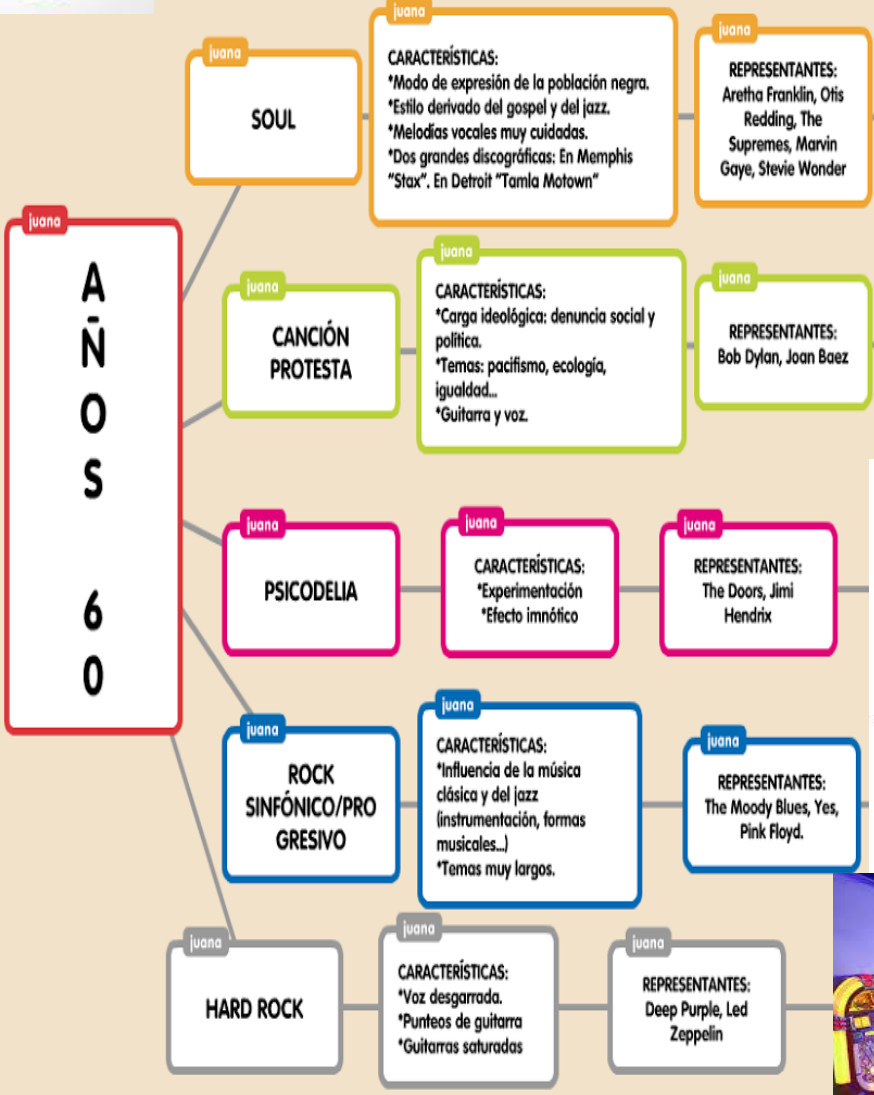 juana
SOUL
juana
CARACTERÍSTICAS:
*Modo de expresión de la población negra.
*Estilo derivado del gospel y del jazz.
*Melodías vocales muy cuidadas.
*Dos grandes discográficas: En Memphis
"Stax". En Detroit "Tamla Motown"
juana
REPRESENTANTES:
Aretha Franklin, Otis
Redding, The
Supremes, Marvin
Gaye, Stevie Wonder
juana
A
Ñ
O
S
6
0
juana
CANCIÓN
PROTESTA
juana
CARACTERÍSTICAS:
*Carga ideológica: denuncia social y
política.
*Temas: pacifismo, ecología,
igualdad...
*Guitarra y voz.
juana
REPRESENTANTES:
Bob Dylan, Joan Baez
juana
PSICODELIA
juana
CARACTERÍSTICAS:
*Experimentación
*Efecto imnótico
juana
REPRESENTANTES:
The Doors, Jimi
Hendrix
juana
ROCK
SINFÓNICO/PRO
GRESIVO
juana
CARACTERÍSTICAS:
*Influencia de la música
clásica y del jazz
(instrumentación, formas
musicales...)
*Temas muy largos.
juana
REPRESENTANTES:
The Moody Blues, Yes,
Pink Floyd.
juana
HARD ROCK
juana
CARACTERÍSTICAS:
*Voz desgarrada.
*Punteos de guitarra
*Guitarras saturadas
juana
REPRESENTANTES:
Deep Purple, Led
Zeppelin